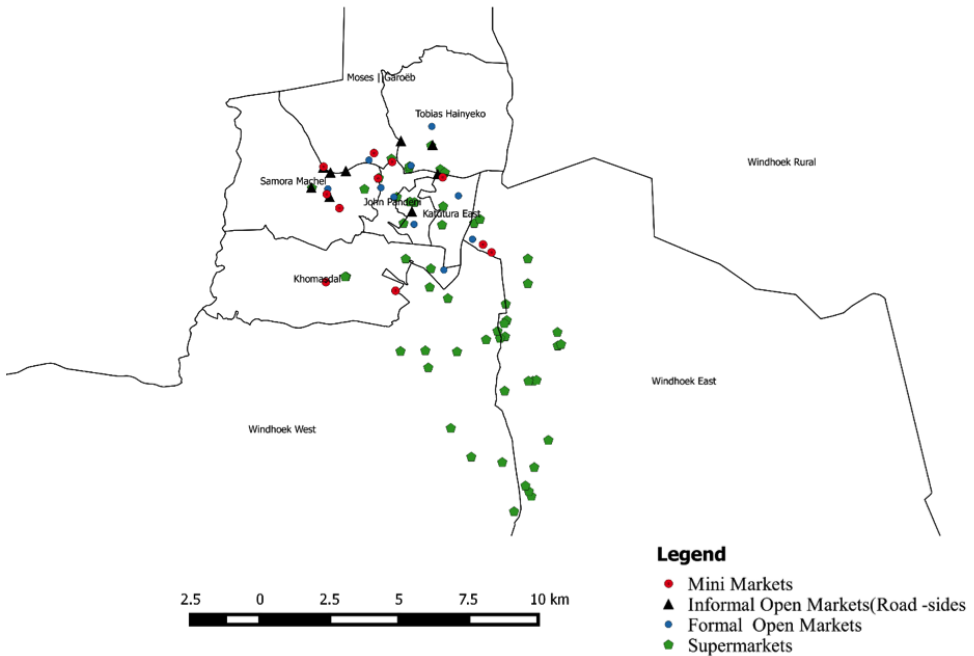 Moses | Garoëb
Tobias Hainyeko
Windhoek Rural
Samora Machel
John Pandeni
Katutura East
Khomasdal
Windhoek East
Windhoek West
Legend
Mini Markets
Informal Open Markets(Road -sides
Formal Open Markets
Supermarkets
2.5 0 2.5 5 7.5 10 km